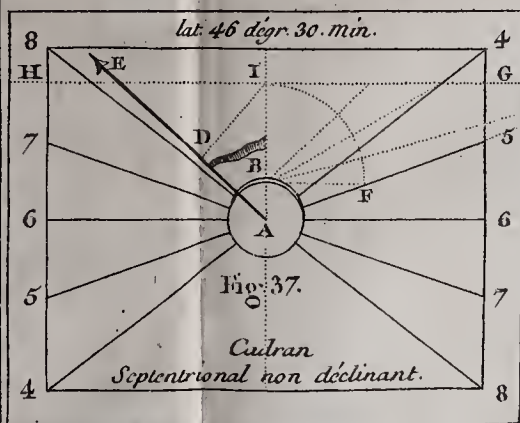 lat. 46 dégr. 30. min.
8 4
H E I G
7 D B 5
F
6 A 6
Fig. 37.
5 7
Cadran
Septentrional non déclinant.
4 8